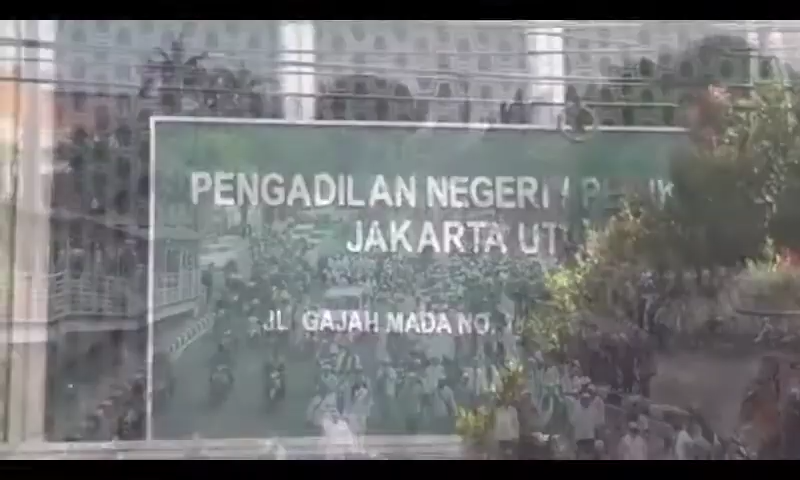 PENGADILAN NEGERI /
JAKARTA
JL. GAJAH MADA NO.